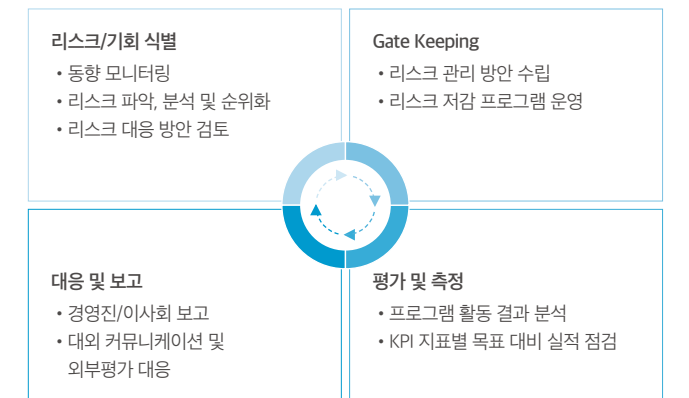 리스크/기회 식별
• 동향 모니터링
• 리스크 파악, 분석 및 순위화
• 리스크 대응 방안 검토
Gate Keeping
• 리스크 관리 방안 수립
• 리스크 저감 프로그램 운영
대응 및 보고
• 경영진/이사회 보고
• 대외 커뮤니케이션 및
외부평가 대응
평가 및 측정
• 프로그램 활동 결과 분석
• KPI 지표별 목표 대비 실적 점검